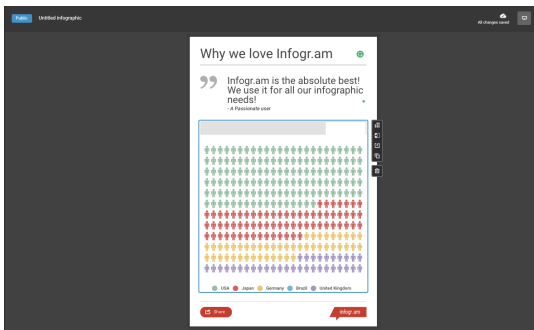 Public Untitled infographic
All changes saved
Why we love Infogr.am
Infogr.am is the absolute best!
We use it for all our infographic
needs!
- A Passionate user
USA Japan Germany Brazil United Kingdom
Share
infogr.am